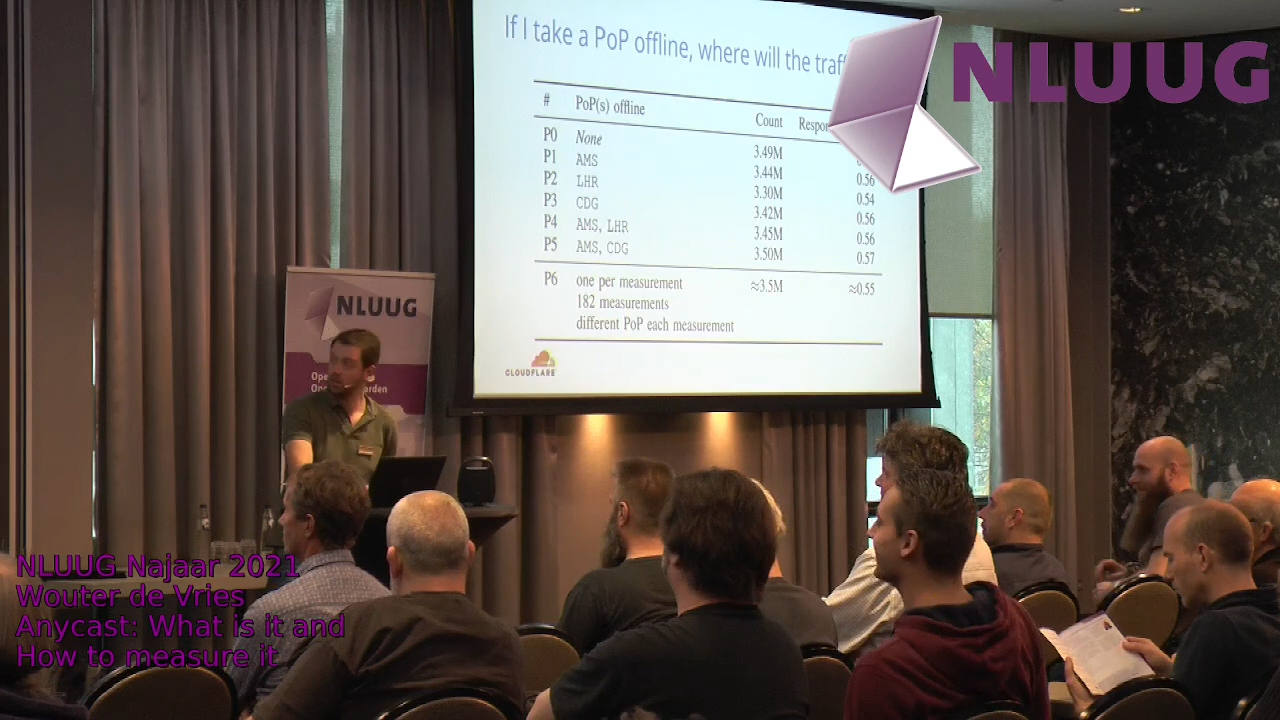 If I take a PoP offline, where will the traf
NLUUG
# PoP(s) offline Count Respo
P0 None 3.49M
P1 AMS 3.44M 0.56
P2 LHR 3.30M 0.54
P3 CDG 3.42M 0.56
P4 AMS, LHR 3.45M 0.56
P5 AMS, CDG 3.50M 0.57
P6 one per measurement ≈3.5M ≈0.55
182 measurements
different PoP each measurement
CLOUDFLARE
NLUUG
NLUUG Najaar 2021
Wouter de Vries
Anycast: What is it and
How to measure it